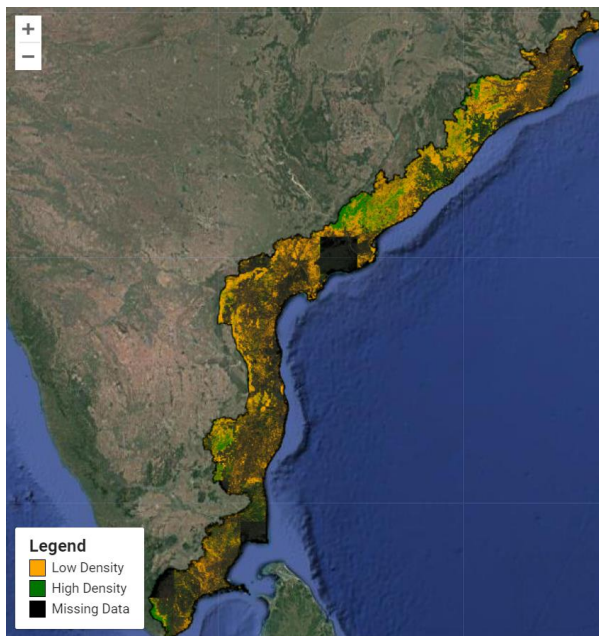 +
−
Legend
Low Density
High Density
Missing Data